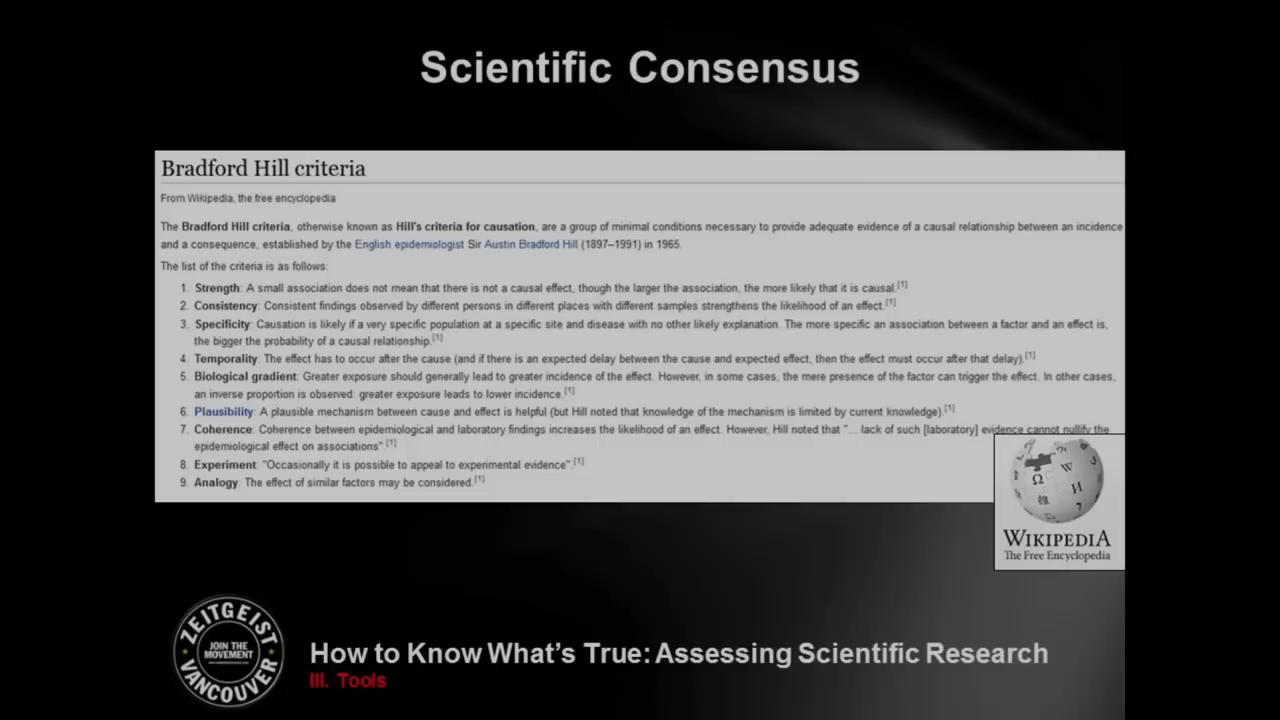 Scientific Consensus
Bradford Hill criteria
From Wikipedia, the free encyclopedia
The Bradford Hill criteria, otherwise known as Hill's criteria for causation, are a group of minimal conditions necessary to provide adequate evidence of a causal relationship between an incidence
and a consequence, established by the English epidemiologist Sir Austin Bradford Hill (1897–1991) in 1965.
The list of the criteria is as follows:
1. Strength: A small association does not mean that there is not a causal effect, though the larger the association, the more likely that it is causal.[1]
2. Consistency: Consistent findings observed by different persons in different places with different samples strengthens the likelihood of an effect.[1]
3. Specificity: Causation is likely if a very specific population at a specific site and disease with no other likely explanation. The more specific an association between a factor and an effect is,
the bigger the probability of a causal relationship.[1]
4. Temporality: The effect has to occur after the cause (and if there is an expected delay between the cause and expected effect, then the effect must occur after that delay).[1]
5. Biological gradient: Greater exposure should generally lead to greater incidence of the effect. However, in some cases, the mere presence of the factor can trigger the effect. In other cases,
an inverse proportion is observed: greater exposure leads to lower incidence.[1]
6. Plausibility: A plausible mechanism between cause and effect is helpful (but Hill noted that knowledge of the mechanism is limited by current knowledge).[1]
7. Coherence: Coherence between epidemiological and laboratory findings increases the likelihood of an effect. However, Hill noted that "... lack of such [laboratory] evidence cannot nullify the
epidemiological effect on associations".[1]
8. Experiment: "Occasionally it is possible to appeal to experimental evidence".[1]
9. Analogy: The effect of similar factors may be considered.[1]
Ω W И 7
WIKIPEDIA
The Free Encyclopedia
ZEITGEIST
JOIN THE
MOVEMENT
VANCOUVER
How to Know What's True: Assessing Scientific Research
III. Tools